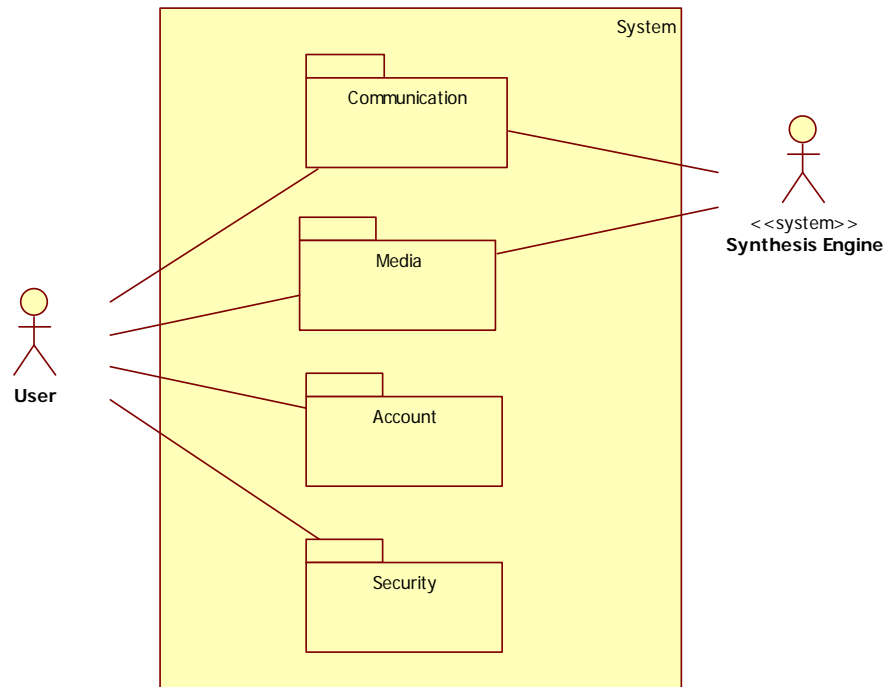 System
Communication
<<system>>
Synthesis Engine
Media
User
Account
Security